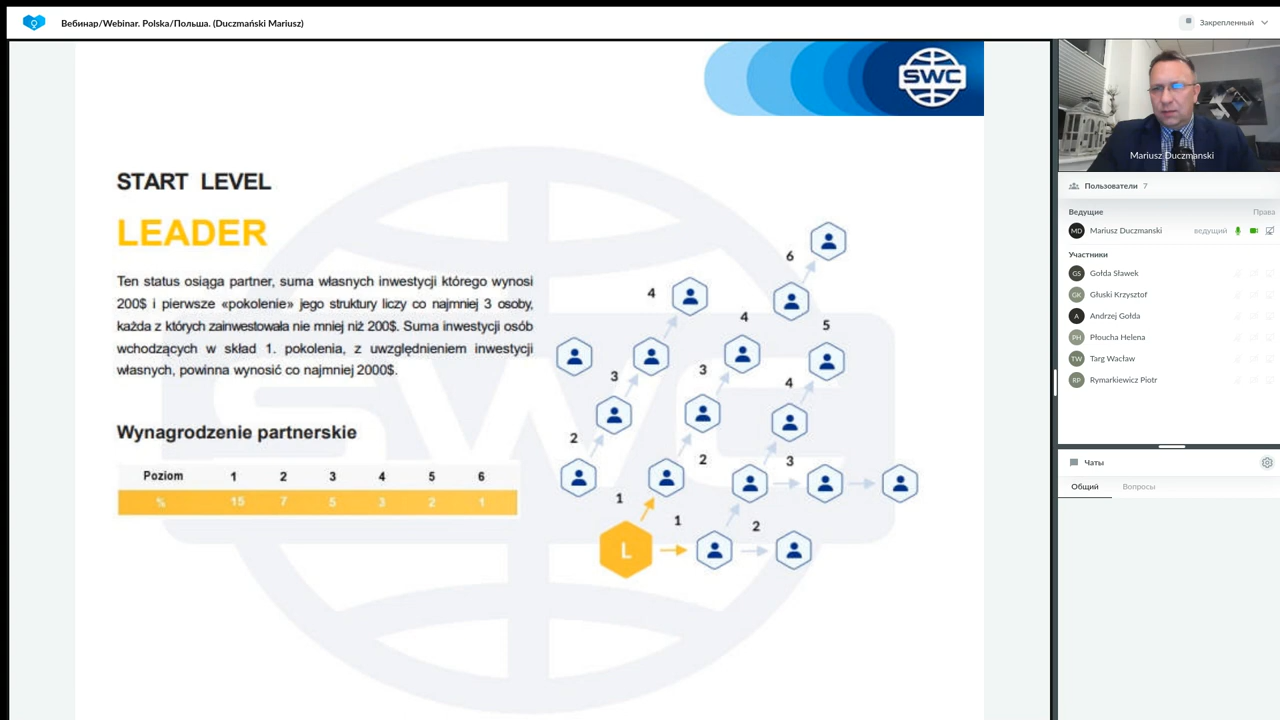 Вебинар/Webinar. Polska/Польша. (Duczmański Mariusz)
Закрепленный
SWC
START LEVEL
LEADER
Ten status osiąga partner, suma własnych inwestycji którego wynosi
200$ i pierwsze «pokolenie» jego struktury liczy co najmniej 3 osoby,
każda z których zainwestowała nie mniej niż 200$. Suma inwestycji osób
wchodzących w skład 1. pokolenia, z uwzględnieniem inwestycji
własnych, powinna wynosić co najmniej 2000$.
Wynagrodzenie partnerskie
Poziom 1 2 3 4 5 6
% 15 7 5 3 2 1
6
4
4
5
3
3
4
2
2
3
1
1
2
L
SWC
Mariusz Duczmanski
Пользователи 7
Ведущие Права
MD Mariusz Duczmanski ведущий
Участники
GS Gołda Sławek
GK Głuski Krzysztof
A Andrzej Gołda
PH Płoucha Helena
TW Targ Wacław
RP Rymarkiewicz Piotr
Чаты
Общий Вопросы